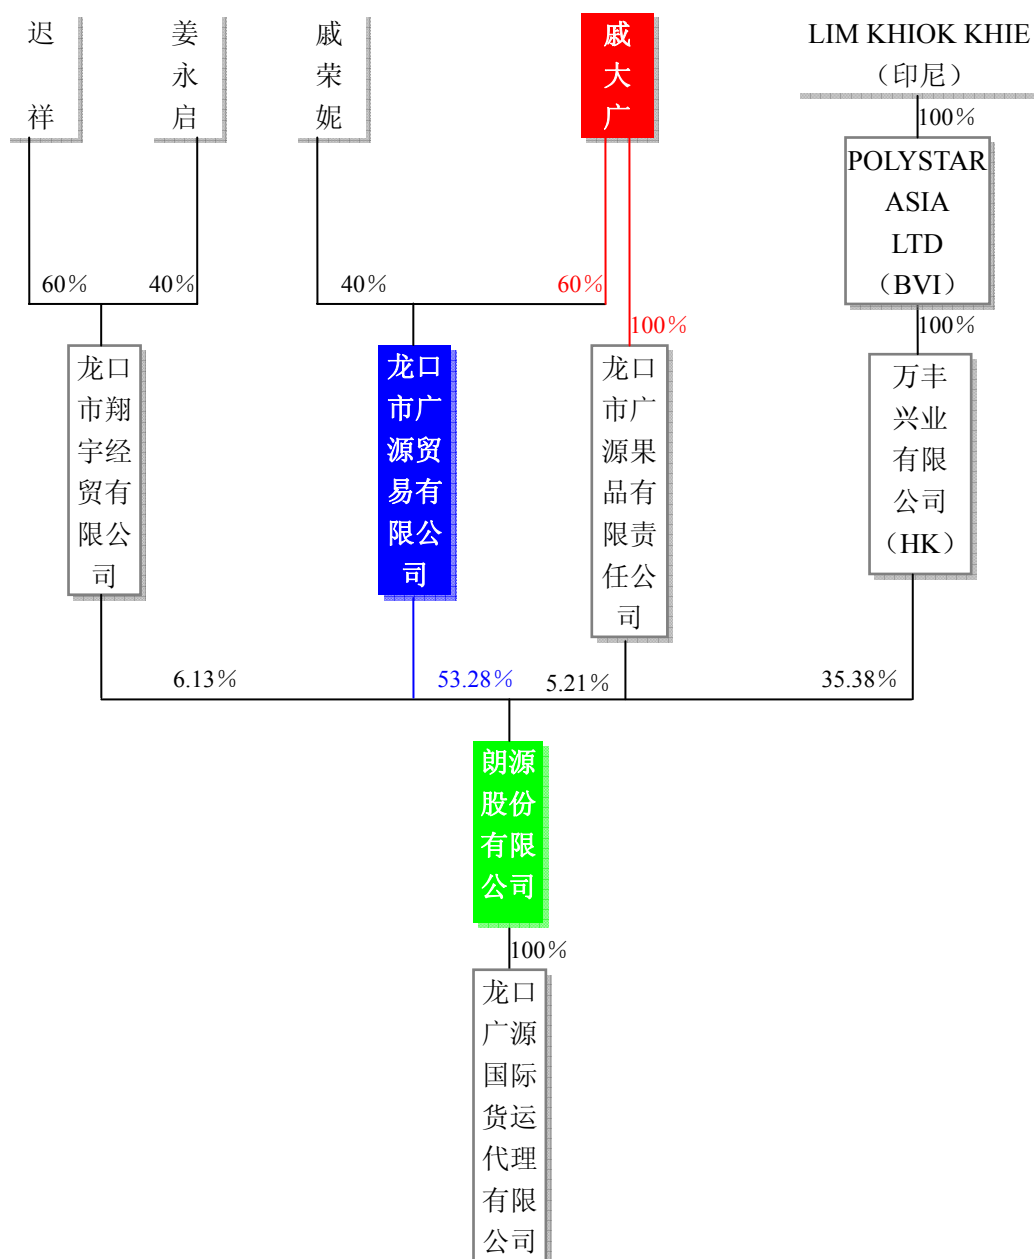 迟
祥
姜
永
启
戚
荣
妮
戚
大
广
LIM KHIOK KHIE
（印尼）
100%
POLYSTAR
ASIA
LTD
（BVI）
60%
40%
40%
60%
100%
100%
龙口
市翔
宇经
贸有
限公
司
龙口
市广
源贸
易有
限公
司
龙口
市广
源果
品有
限责
任公
司
万丰
兴业
有限
公司
（HK）
6.13%
53.28%
5.21%
35.38%
朗源
股份
有限
公司
100%
龙口
广源
国际
货运
代理
有限
公司